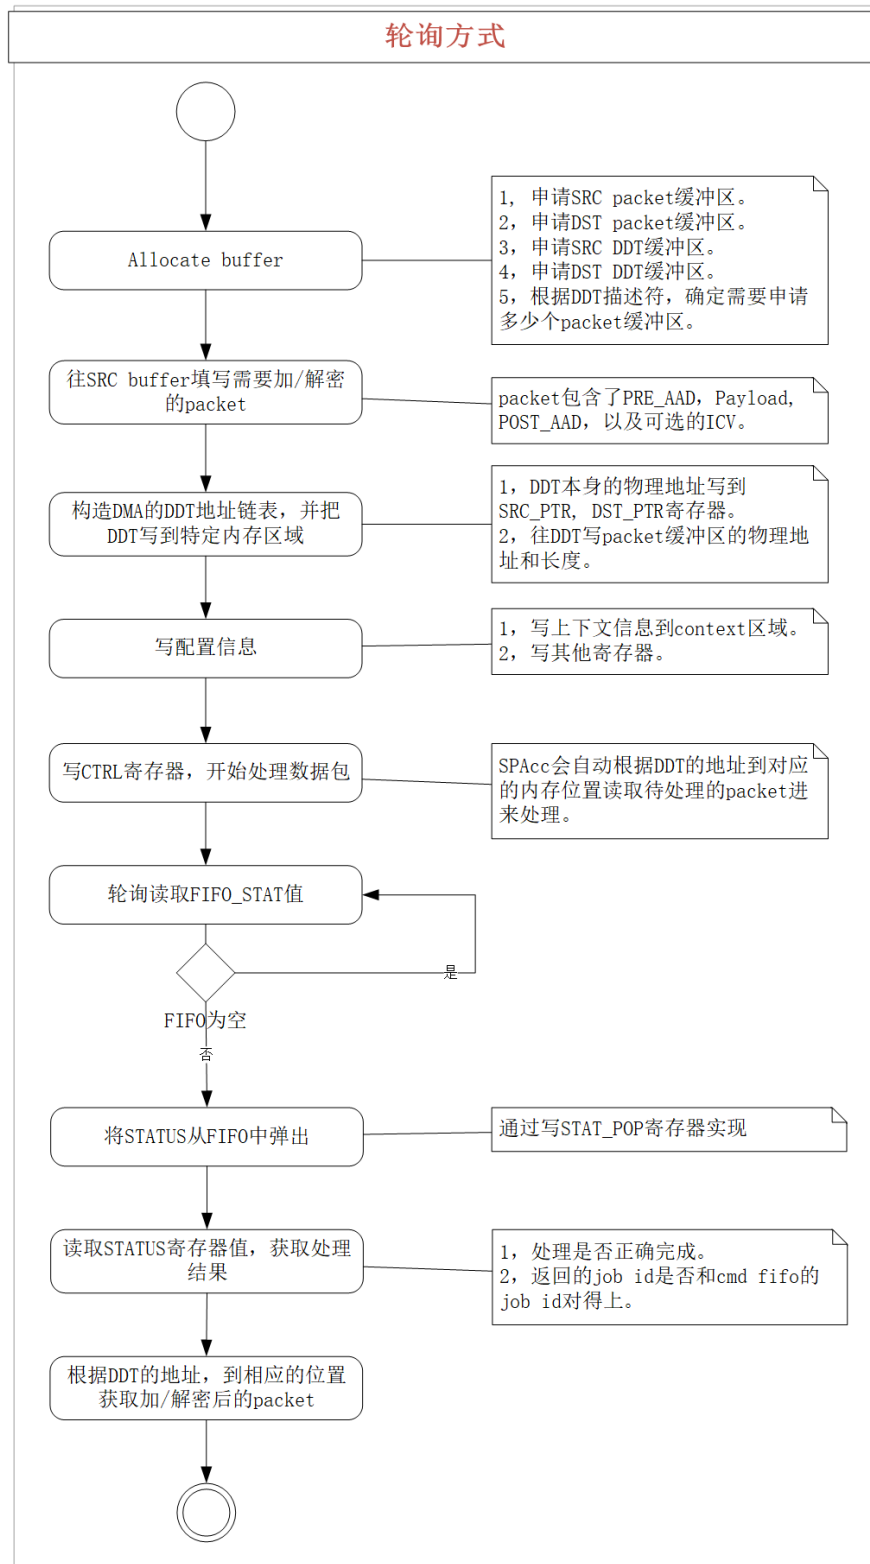 轮询方式
Allocate buffer
1, 申请SRC packet缓冲区。
2，申请DST packet缓冲区。
3，申请SRC DDT缓冲区。
4，申请DST DDT缓冲区。
5，根据DDT描述符，确定需要申请
多少个packet缓冲区。
往SRC buffer填写需要加/解密
的packet
packet包含了PRE_AAD，Payload,
POST_AAD，以及可选的ICV。
构造DMA的DDT地址链表，并把
DDT写到特定内存区域
1，DDT本身的物理地址写到
SRC_PTR, DST_PTR寄存器。
2，往DDT写packet缓冲区的物理地
址和长度。
写配置信息
1，写上下文信息到context区域。
2，写其他寄存器。
写CTRL寄存器，开始处理数据包
SPAcc会自动根据DDT的地址到对应
的内存位置读取待处理的packet进
来处理。
轮询读取FIFO_STAT值
是
FIFO为空
否
将STATUS从FIFO中弹出
通过写STAT_POP寄存器实现
读取STATUS寄存器值，获取处理
结果
1，处理是否正确完成。
2，返回的job id是否和cmd fifo的
job id对得上。
根据DDT的地址，到相应的位置
获取加/解密后的packet